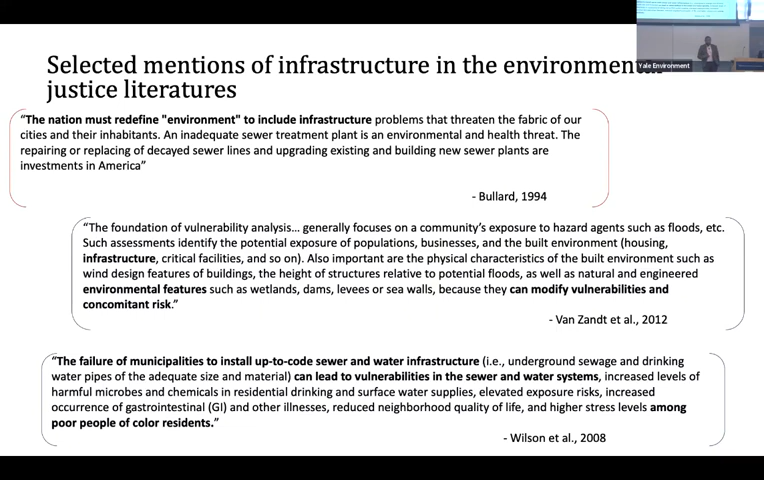 Selected mentions of infrastructure in the environmental
justice literatures
Yale Environment
“The nation must redefine "environment" to include infrastructure problems that threaten the fabric of our
cities and their inhabitants. An inadequate sewer treatment plant is an environmental and health threat. The
repairing or replacing of decayed sewer lines and upgrading existing and building new sewer plants are
investments in America”
- Bullard, 1994
“The foundation of vulnerability analysis… generally focuses on a community’s exposure to hazard agents such as floods, etc.
Such assessments identify the potential exposure of populations, businesses, and the built environment (housing,
infrastructure, critical facilities, and so on). Also important are the physical characteristics of the built environment such as
wind design features of buildings, the height of structures relative to potential floods, as well as natural and engineered
environmental features such as wetlands, dams, levees or sea walls, because they can modify vulnerabilities and
concomitant risk.”
- Van Zandt et al., 2012
“The failure of municipalities to install up-to-code sewer and water infrastructure (i.e., underground sewage and drinking
water pipes of the adequate size and material) can lead to vulnerabilities in the sewer and water systems, increased levels of
harmful microbes and chemicals in residential drinking and surface water supplies, elevated exposure risks, increased
occurrence of gastrointestinal (GI) and other illnesses, reduced neighborhood quality of life, and higher stress levels among
poor people of color residents.”
- Wilson et al., 2008